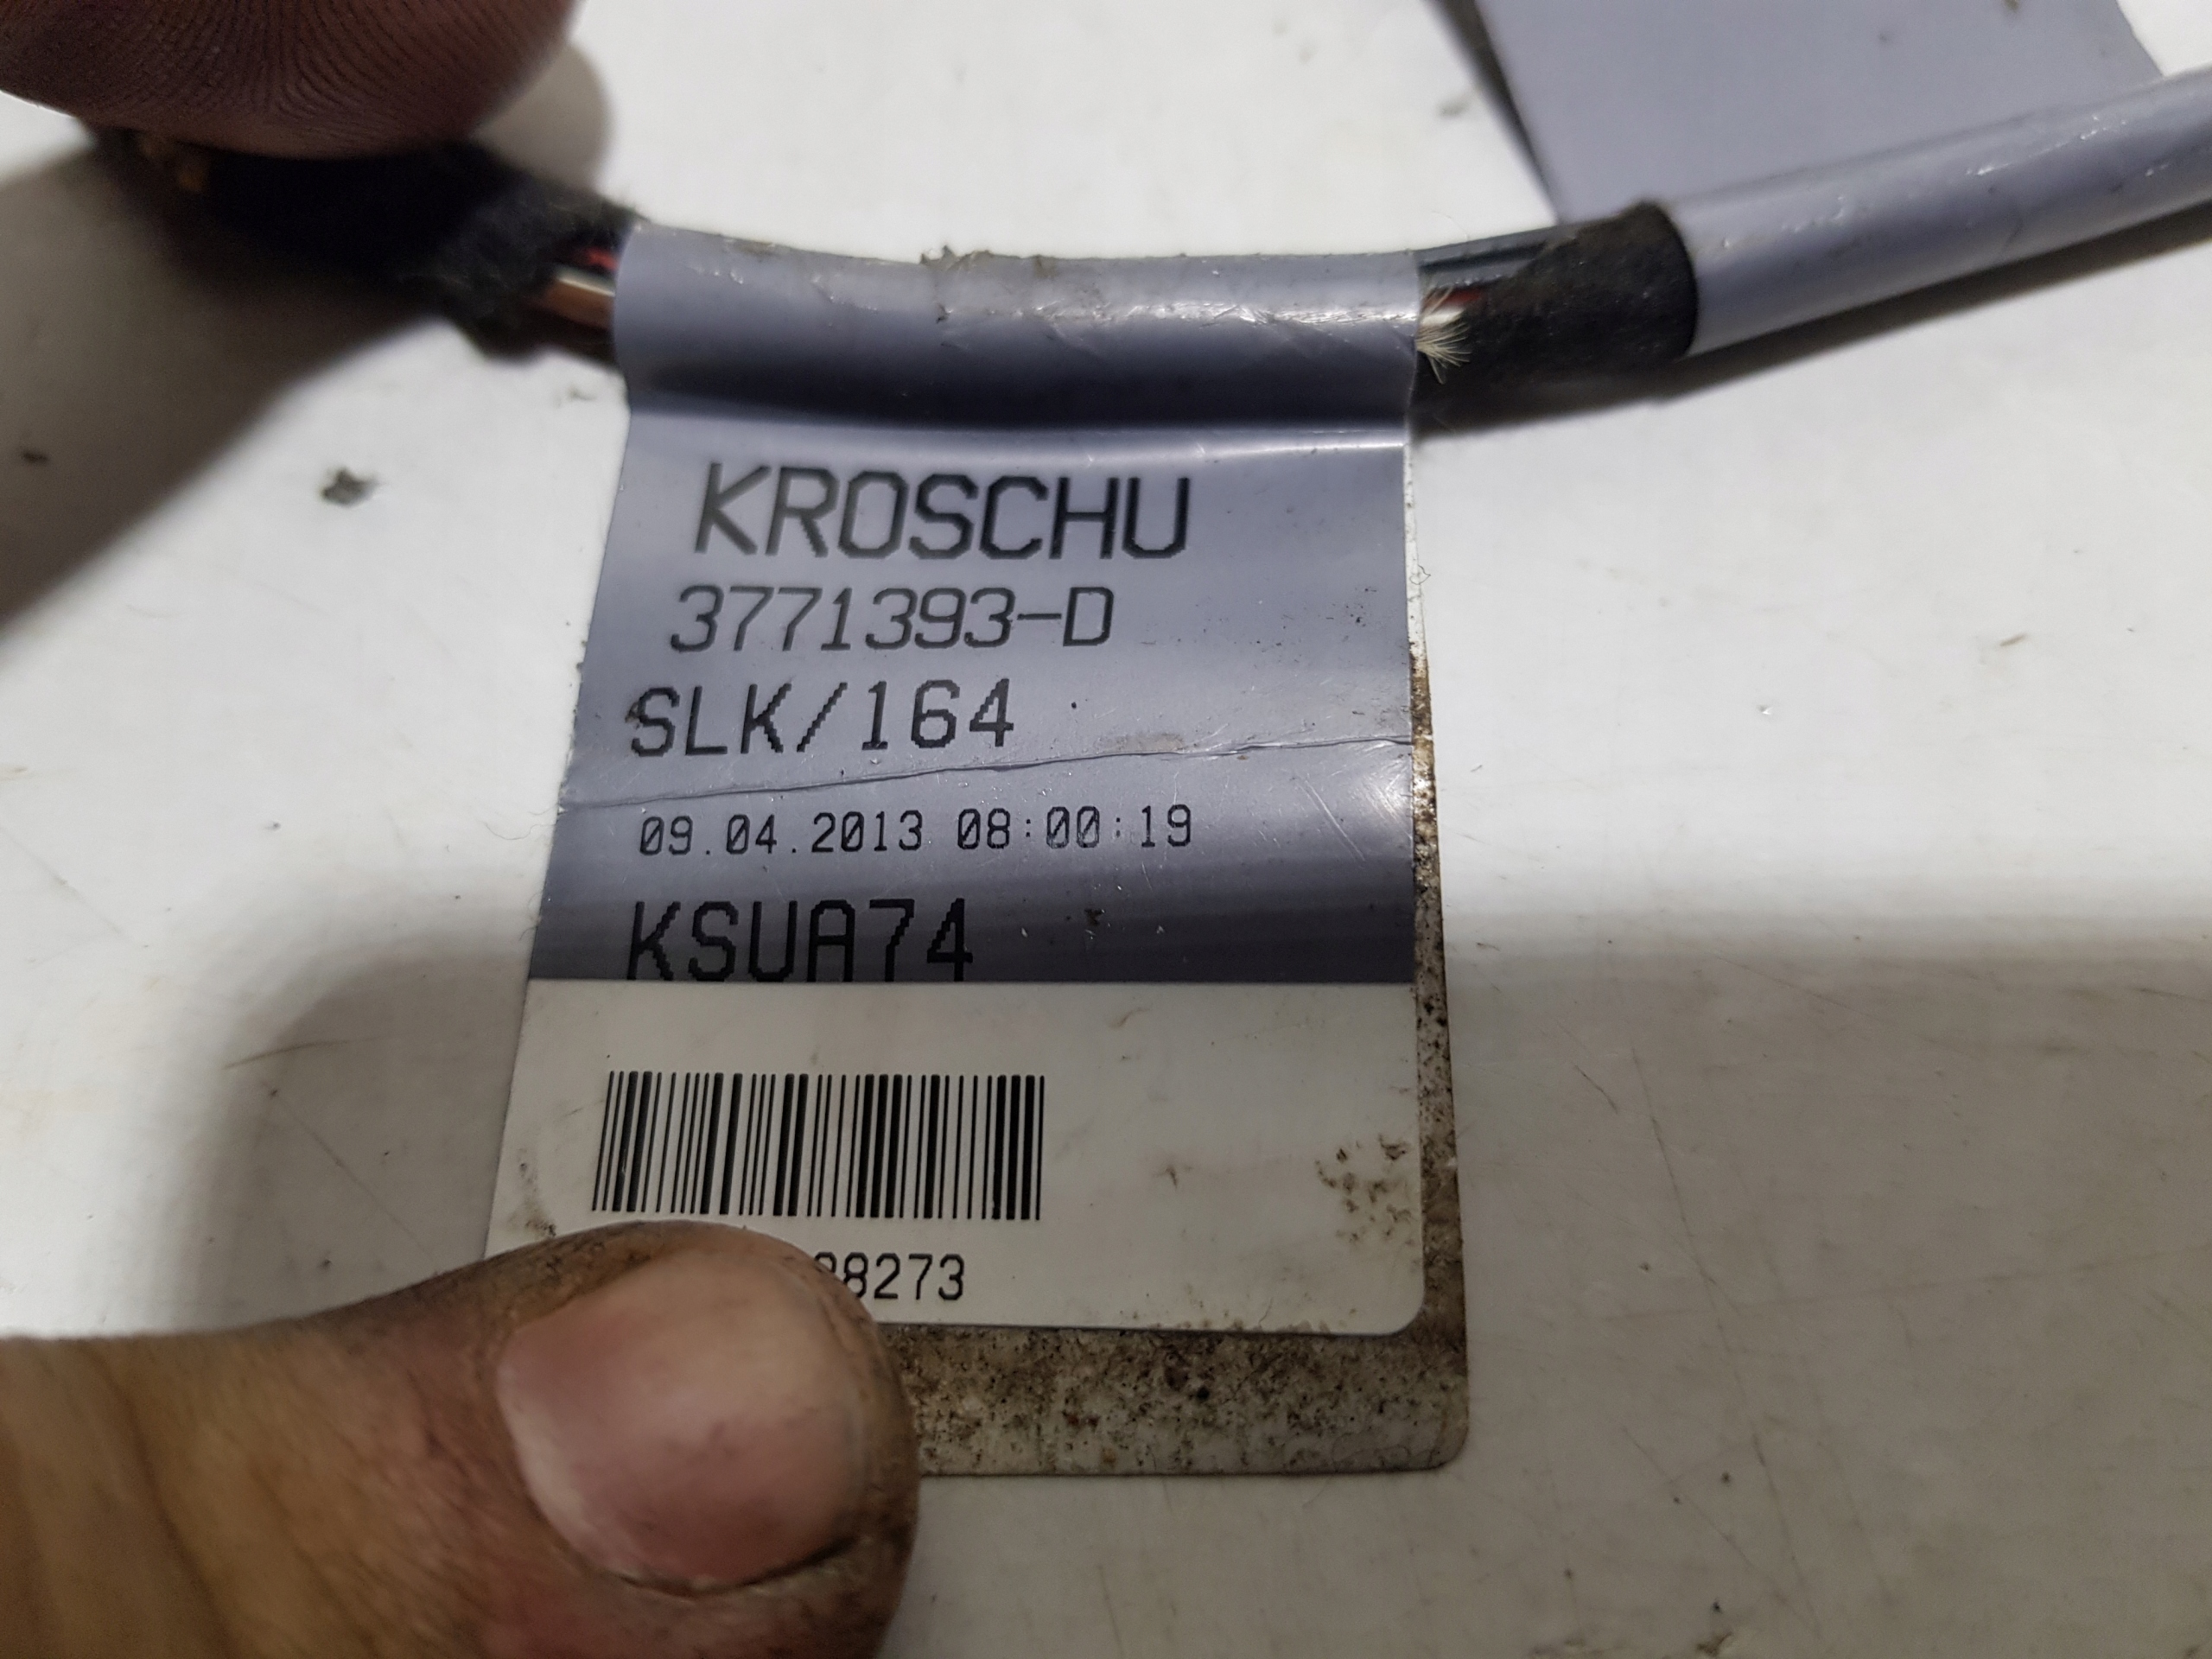 KROSCHU
3771393-D
SLK/164
09.04.2013 08:00:19
KSUA74